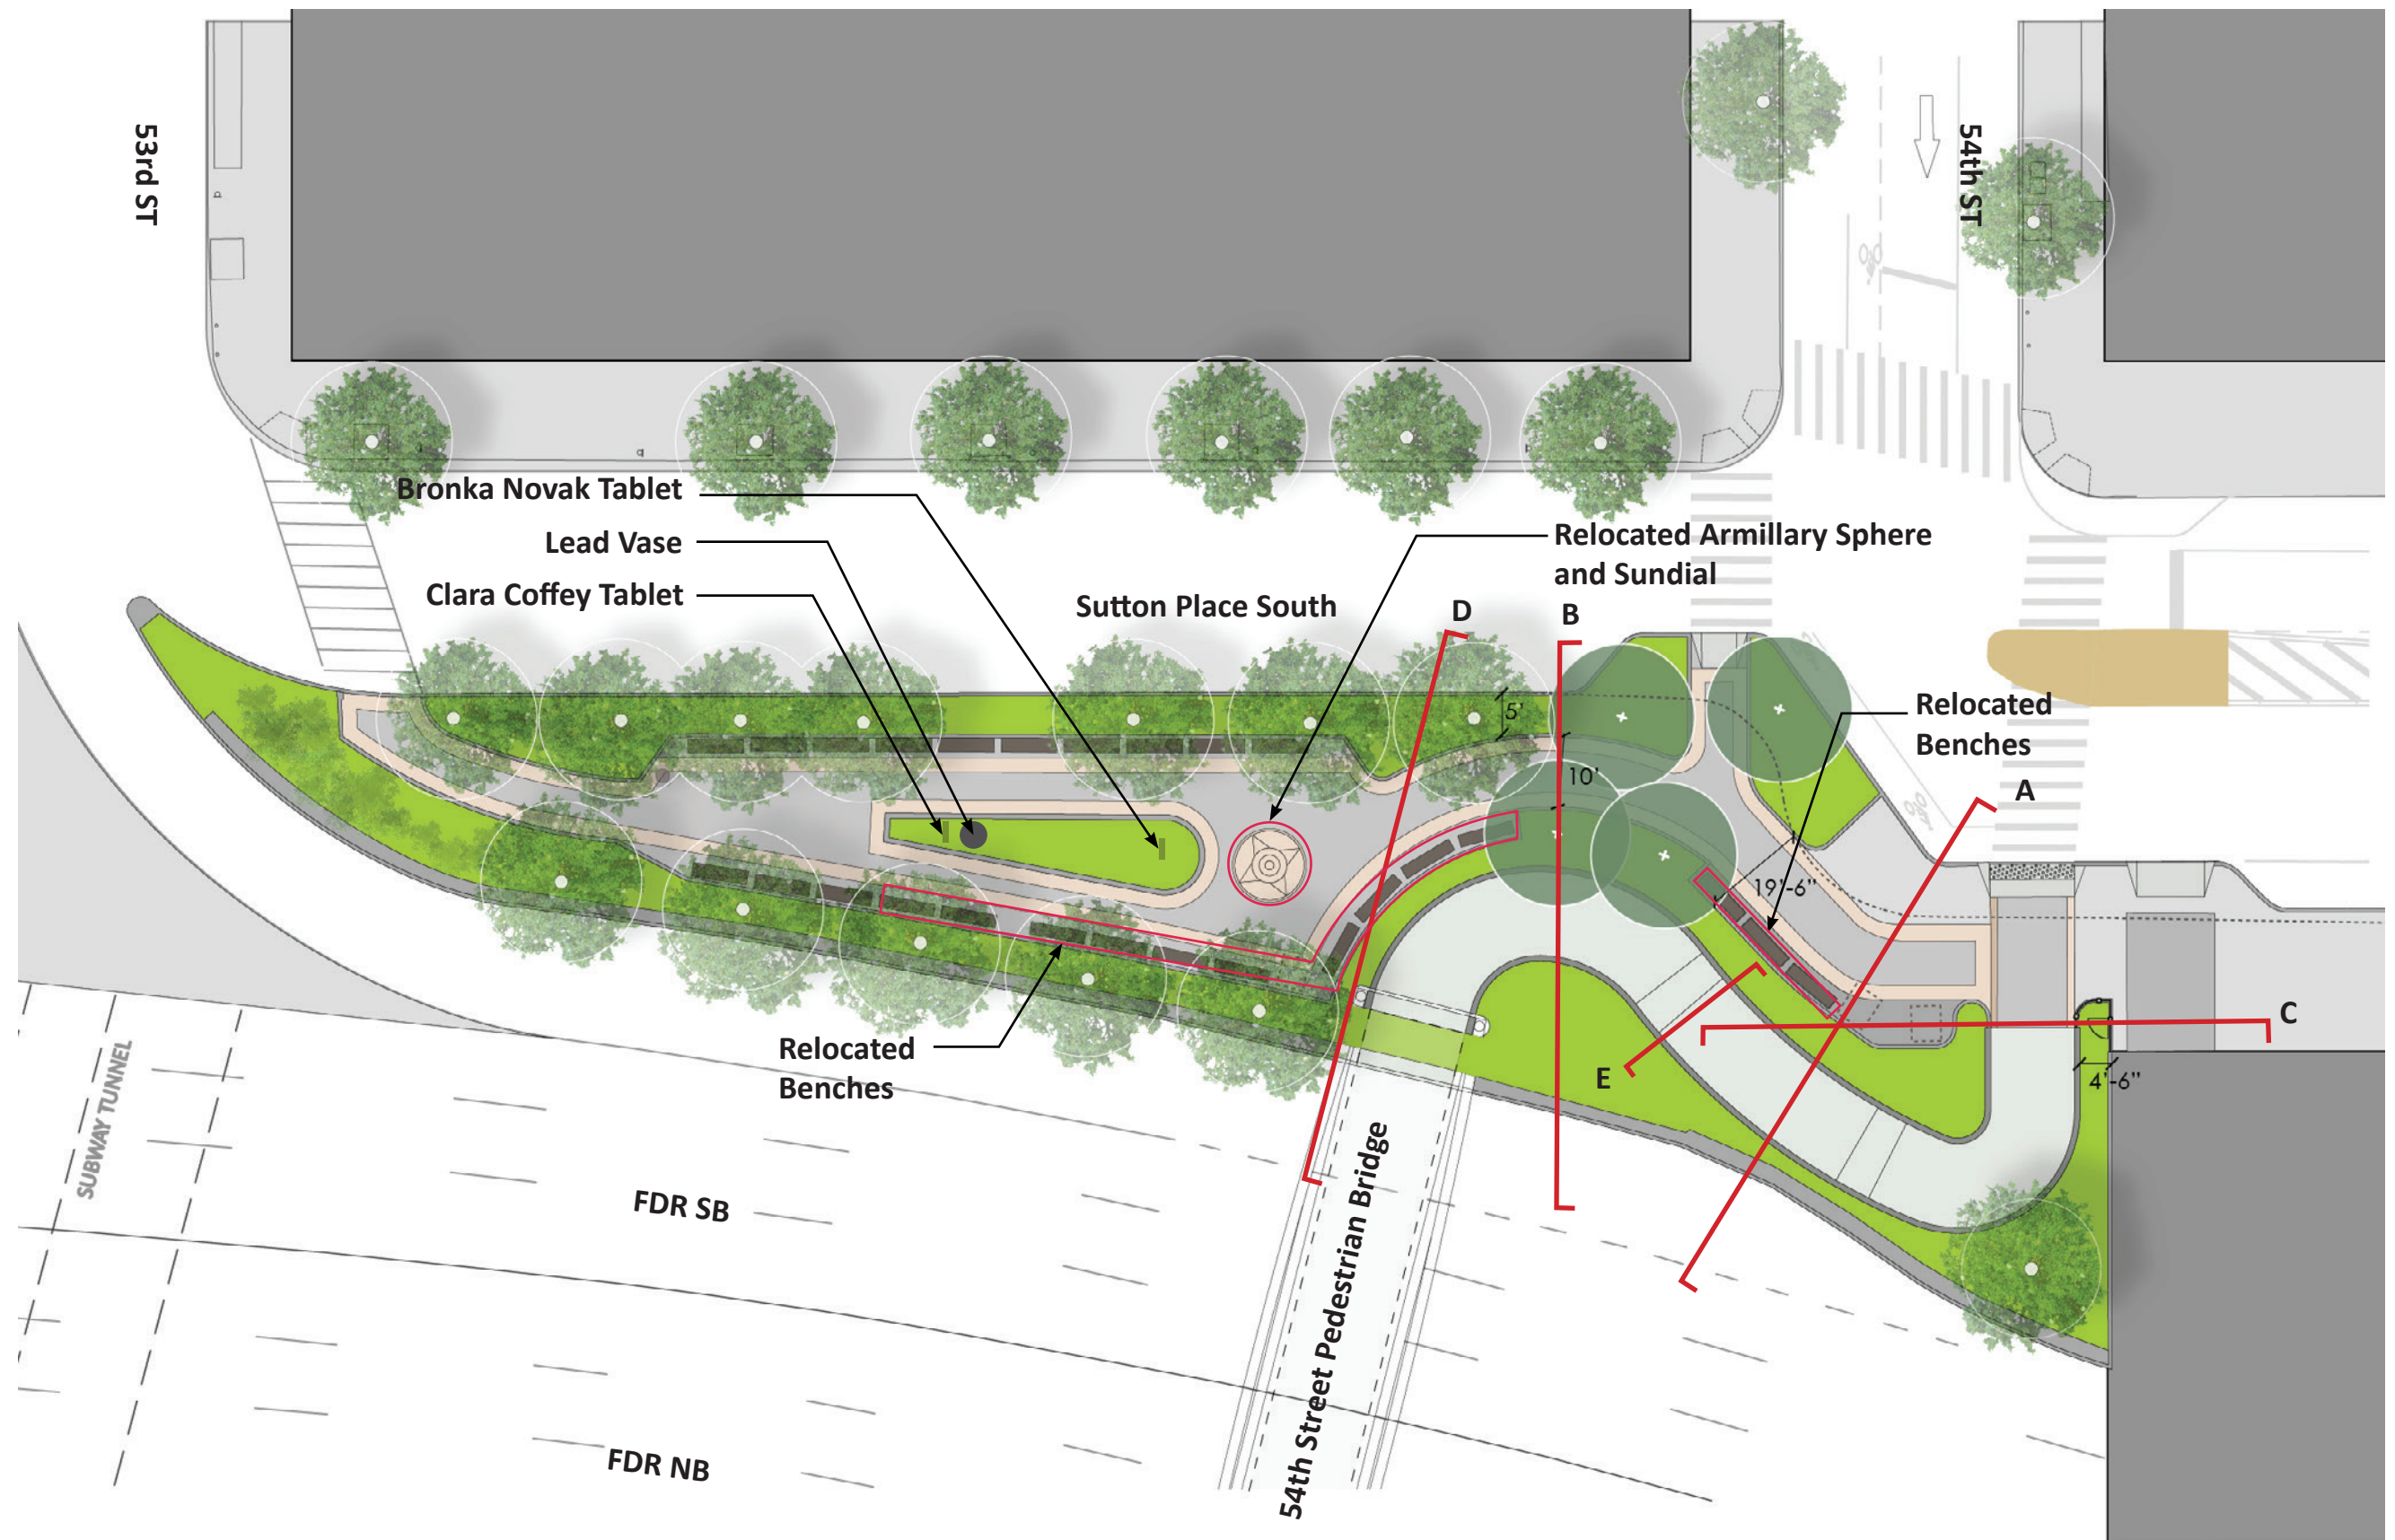 53rd ST
54th ST
Bronka Novak Tablet
Lead Vase
Clara Coffey Tablet
Sutton Place South
Relocated Armillary Sphere
and Sundial
D
B
Relocated
Benches
A
5'
10'
19'-6"
C
E
4'-6"
Relocated
Benches
SUBWAY TUNNEL
FDR SB
FDR NB
54th Street Pedestrian Bridge